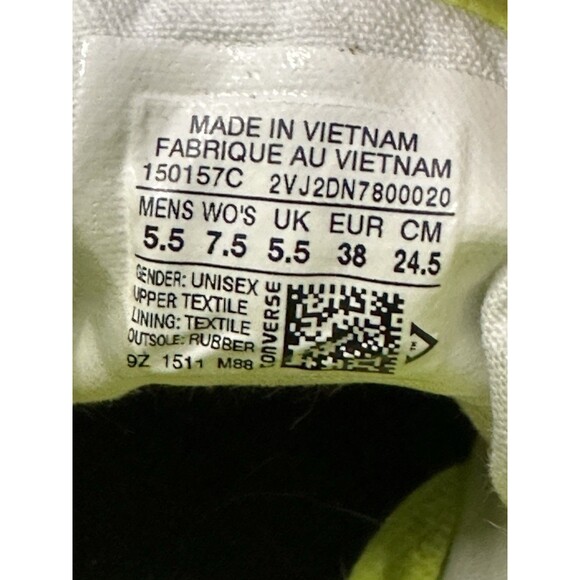 MADE IN VIETNAM
FABRIQUE AU VIETNAM
150157C 2VJ2DN7800020
MENS WO'S UK EUR CM
5.5 7.5 5.5 38 24.5
GENDER: UNISEX
UPPER TEXTILE
LINING: TEXTILE
OUTSOLE: RUBBER
9Z 1511 M88
CONVERSE
TM